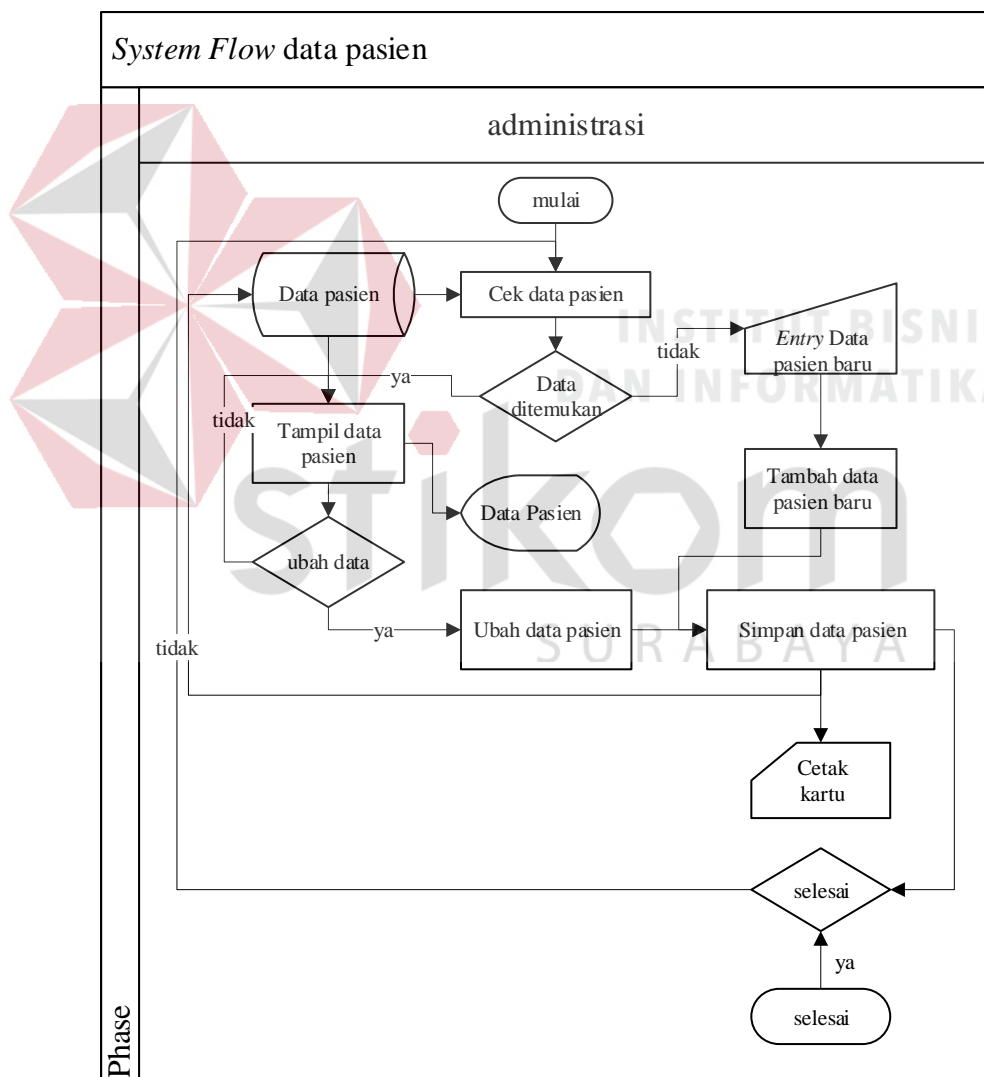 System Flow data pasien
administrasi
mulai
Data pasien
Cek data pasien
INSTITUT BISNI
Entry Data
pasien baru
tidak
ya
Data
ditemukan
DAN INFORMATIKA
tidak
Tampil data
pasien
Tambah data
pasien baru
stikom
Data Pasien
ubah data
ya
Ubah data pasien
Simpan data pasien
SURABAYA
tidak
Cetak
kartu
selesai
ya
selesai
Phase